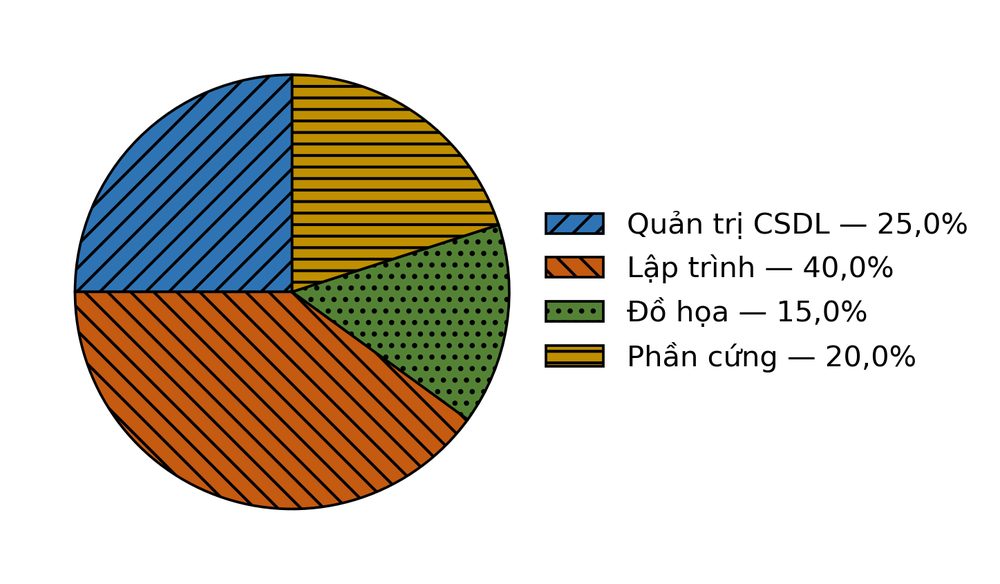 Quản trị CSDL — 25,0%
Lập trình — 40,0%
Đồ họa — 15,0%
Phần cứng — 20,0%